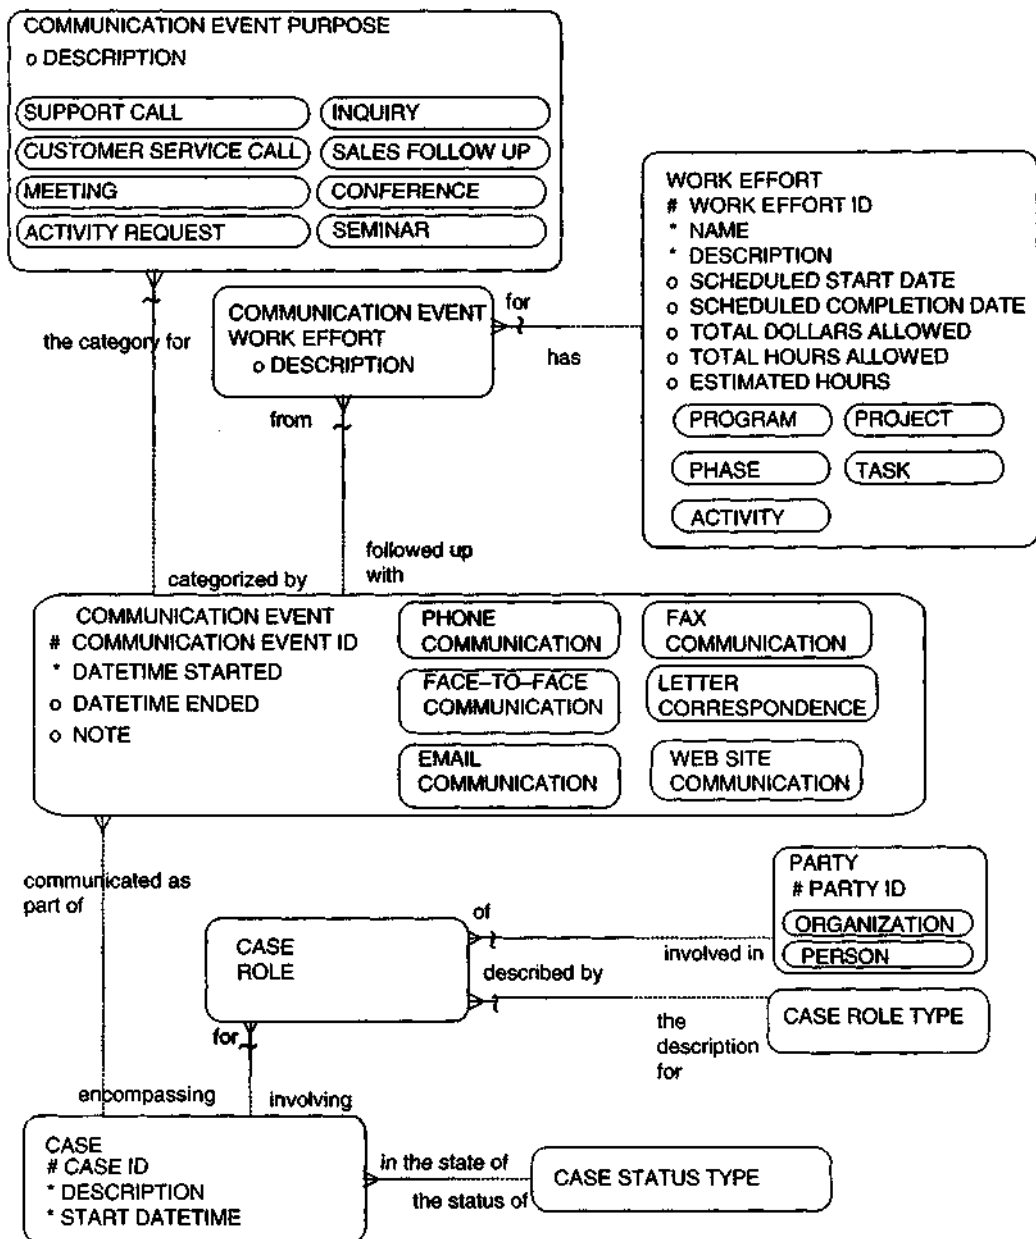 COMMUNICATION EVENT PURPOSE
o DESCRIPTION
SUPPORT CALL
INQUIRY
CUSTOMER SERVICE CALL
SALES FOLLOW UP
MEETING
CONFERENCE
ACTIVITY REQUEST
SEMINAR
WORK EFFORT
# WORK EFFORT ID
* NAME
* DESCRIPTION
o SCHEDULED START DATE
o SCHEDULED COMPLETION DATE
o TOTAL DOLLARS ALLOWED
o TOTAL HOURS ALLOWED
o ESTIMATED HOURS
PROGRAM
PROJECT
PHASE
TASK
ACTIVITY
the category for
COMMUNICATION EVENT
WORK EFFORT
o DESCRIPTION
for
has
from
followed up
with
categorized by
COMMUNICATION EVENT
# COMMUNICATION EVENT ID
* DATETIME STARTED
o DATETIME ENDED
o NOTE
PHONE
COMMUNICATION
FAX
COMMUNICATION
FACE-TO-FACE
COMMUNICATION
LETTER
CORRESPONDENCE
EMAIL
COMMUNICATION
WEB SITE
COMMUNICATION
communicated as
part of
PARTY
# PARTY ID
ORGANIZATION
PERSON
CASE
ROLE
of
involved in
described by
CASE ROLE TYPE
the
description
for
for
encompassing
involving
CASE
# CASE ID
* DESCRIPTION
* START DATETIME
in the state of
the status of
CASE STATUS TYPE